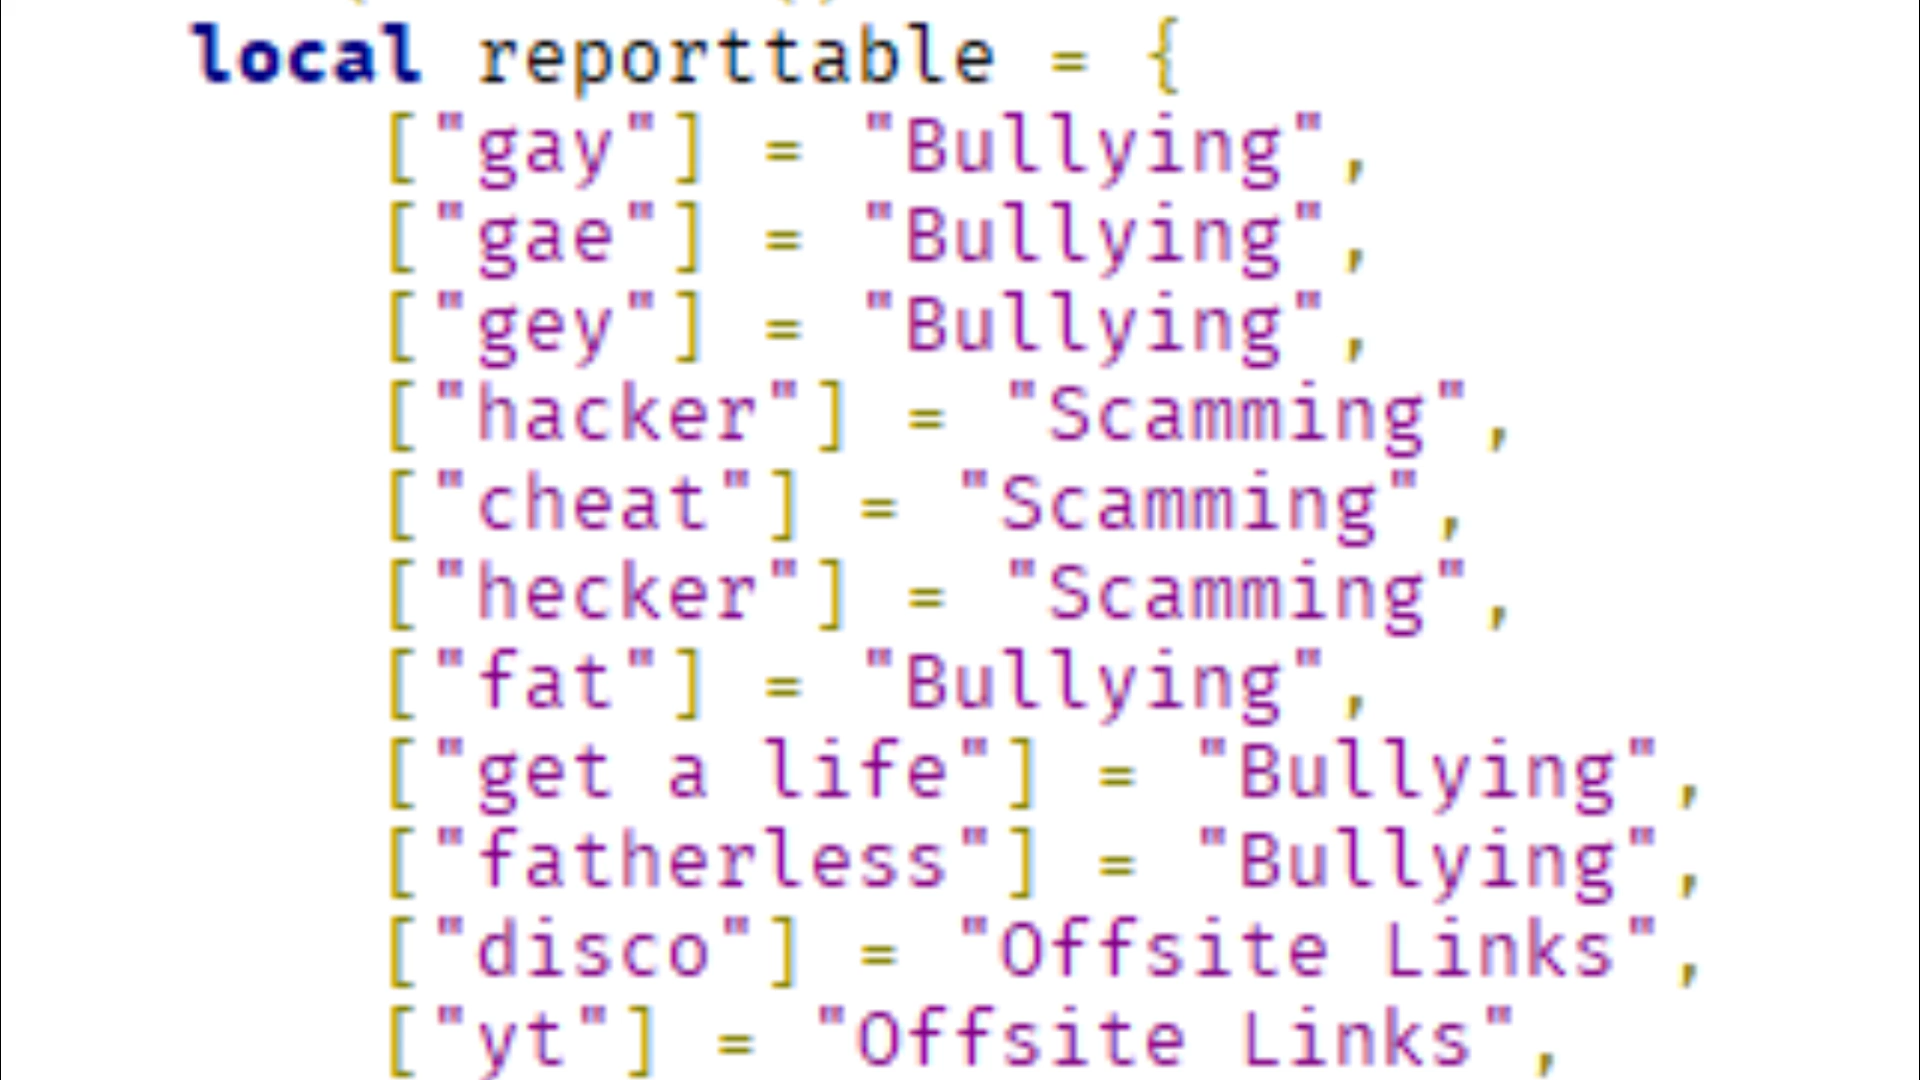 local reporttable = {
["gay"] = "Bullying",
["gae"] = "Bullying",
["gey"] = "Bullying",
["hacker"] = "Scamming",
["cheat"] = "Scamming",
["hecker"] = "Scamming",
["fat"] = "Bullying",
["get a life"] = "Bullying",
["fatherless"] = "Bullying",
["disco"] = "Offsite Links",
["yt"] = "Offsite Links",